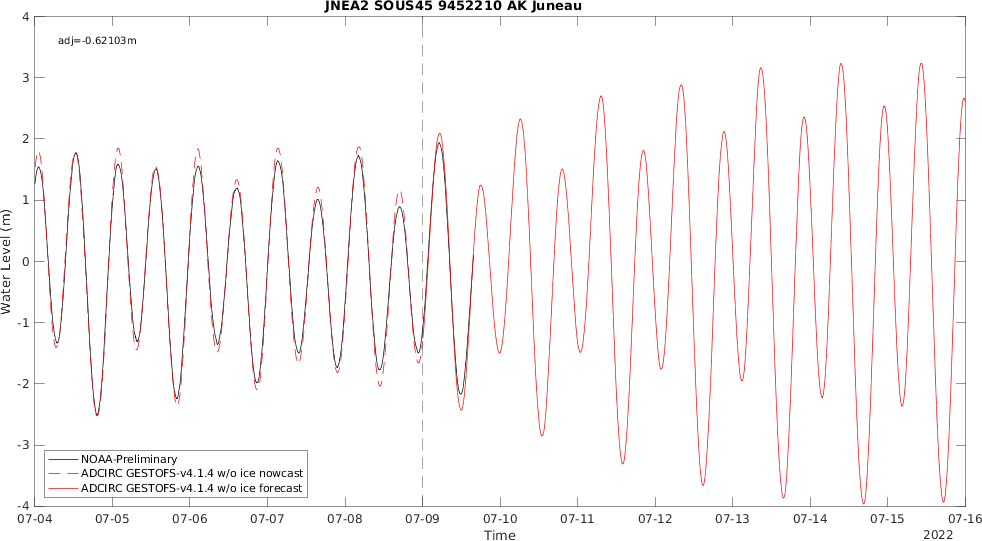 JNEA2 SOUS45 9452210 AK Juneau
adj=-0.62103m
4
3
2
1
0
-1
-2
-3
-4
Water Level (m)
NOAA-Preliminary
ADCIRC GESTOFS-v4.1.4 w/o ice nowcast
ADCIRC GESTOFS-v4.1.4 w/o ice forecast
07-04 07-05 07-06 07-07 07-08 07-09 07-10 07-11 07-12 07-13 07-14 07-15 07-16
Time
2022